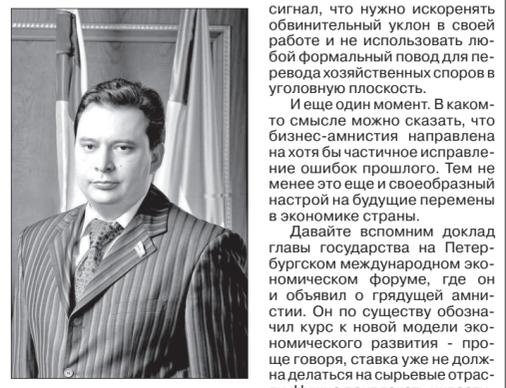 сигнал, что нужно искоренять
обвинительный уклон в своей
работе и не использовать лю-
бой формальный повод для пе-
ревода хозяйственных споров в
уголовную плоскость.
И еще один момент. В каком-
то смысле можно сказать, что
бизнес-амнистия направлена
на хотя бы частичное исправле-
ние ошибок прошлого. Тем не
менее это еще и своеобразный
настрой на будущие перемены
в экономике страны.
Давайте вспомним доклад
главы государства на Петер-
бургском международном эко-
номическом форуме, где он
и объявил о грядущей амни-
стии. Он по существу обозна-
чил курс к новой модели эко-
номического развития - про-
ще говоря, ставка уже не долж-
на делаться на сырьевые отрас-